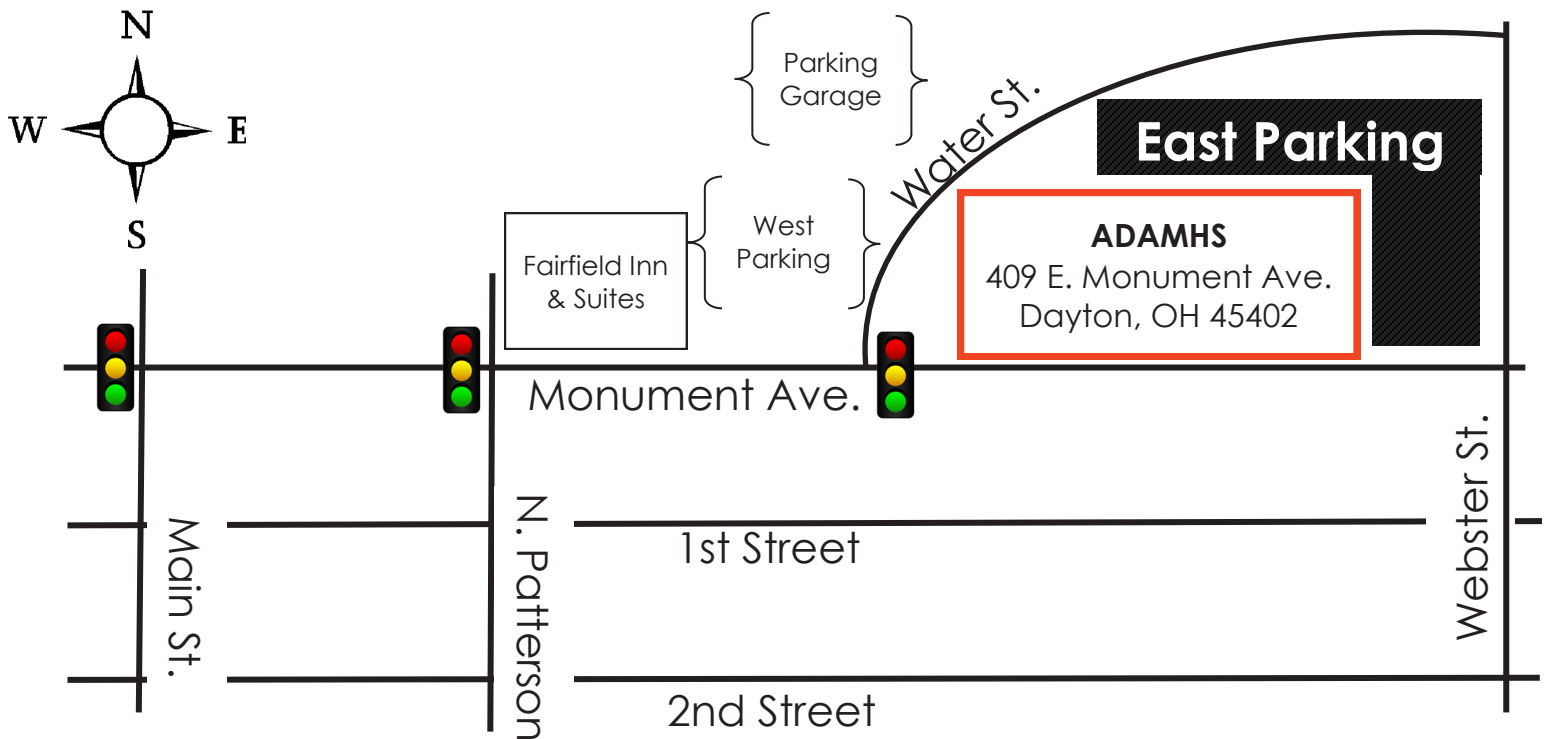 N
W
E
S
Parking
Garage
Water St.
East Parking
West
Parking
Fairfield Inn
& Suites
ADAMHS
409 E. Monument Ave.
Dayton, OH 45402
Monument Ave.
Main St.
N. Patterson
1st Street
Webster St.
2nd Street